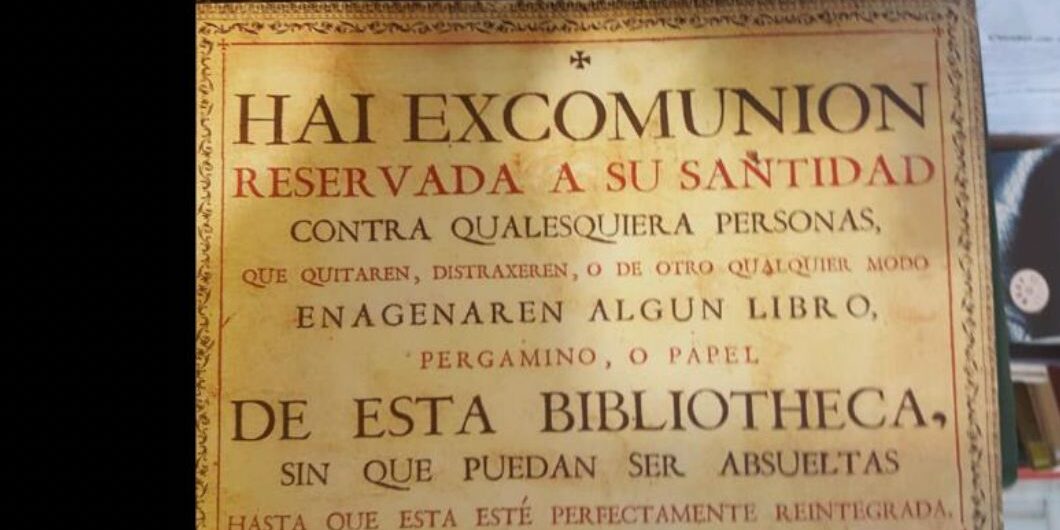 HAI EXCOMUNION
RESERVADA A SU SANTIDAD
CONTRA QUALESQUIERA PERSONAS,
QUE QUITAREN, DISTRAXEREN, O DE OTRO QUALQUIER MODO
ENAGENAREN ALGUN LIBRO,
PERGAMINO, O PAPEL
DE ESTA BIBLIOTHECA,
SIN QUE PUEDAN SER ABSUELTAS
HASTA QUE ESTA ESTÉ PERFECTAMENTE REINTEGRADA.